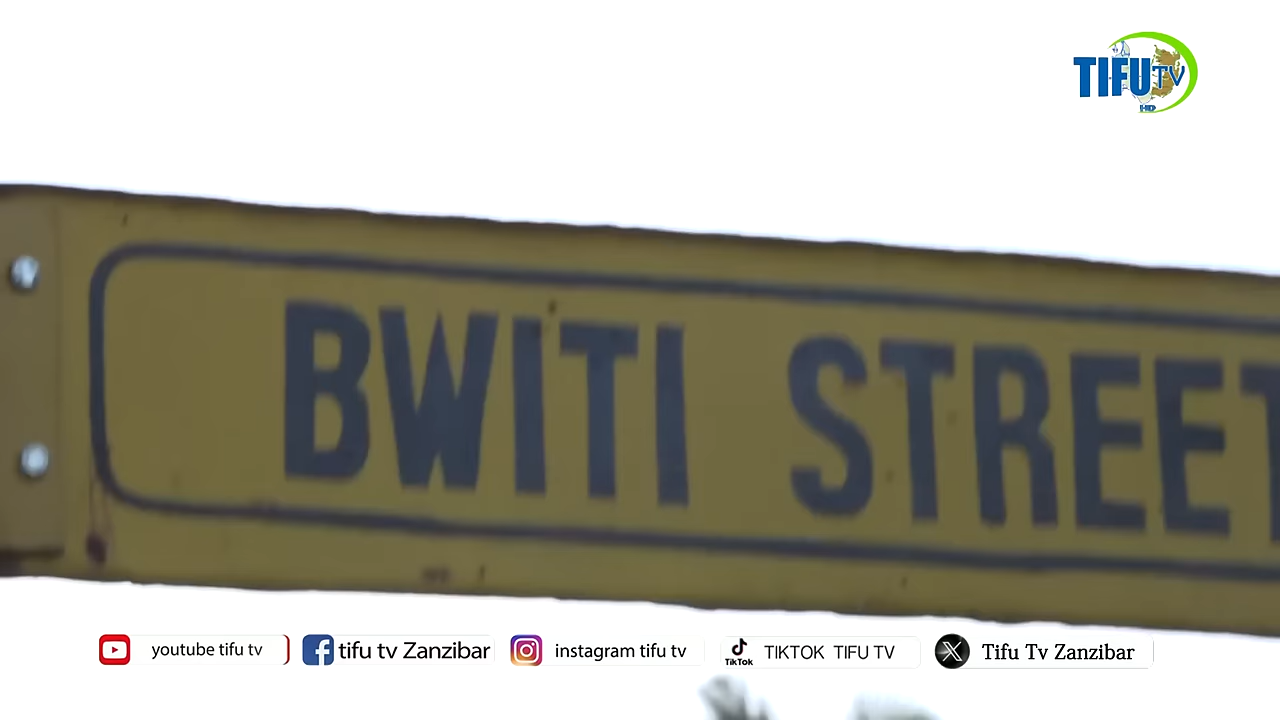 TIFU TV
BWITI STREET
youtube tifu tv
tifu tv Zanzibar
instagram tifu tv
TikTok
TIKTOK TIFU TV
Tifu Tv Zanzibar